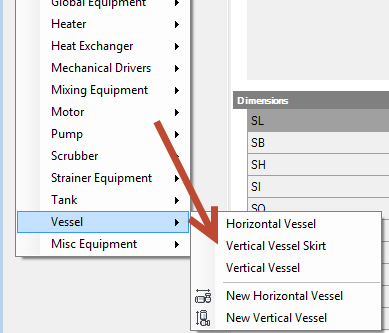 Global Equipment
Heater
Heat Exchanger
Mechanical Drivers
Mixing Equipment
Motor
Pump
Scrubber
Strainer Equipment
Tank
Vessel
Misc Equipment
Dimensions
SL
SB
SH
SI
SO
Horizontal Vessel
Vertical Vessel Skirt
Vertical Vessel
New Horizontal Vessel
New Vertical Vessel